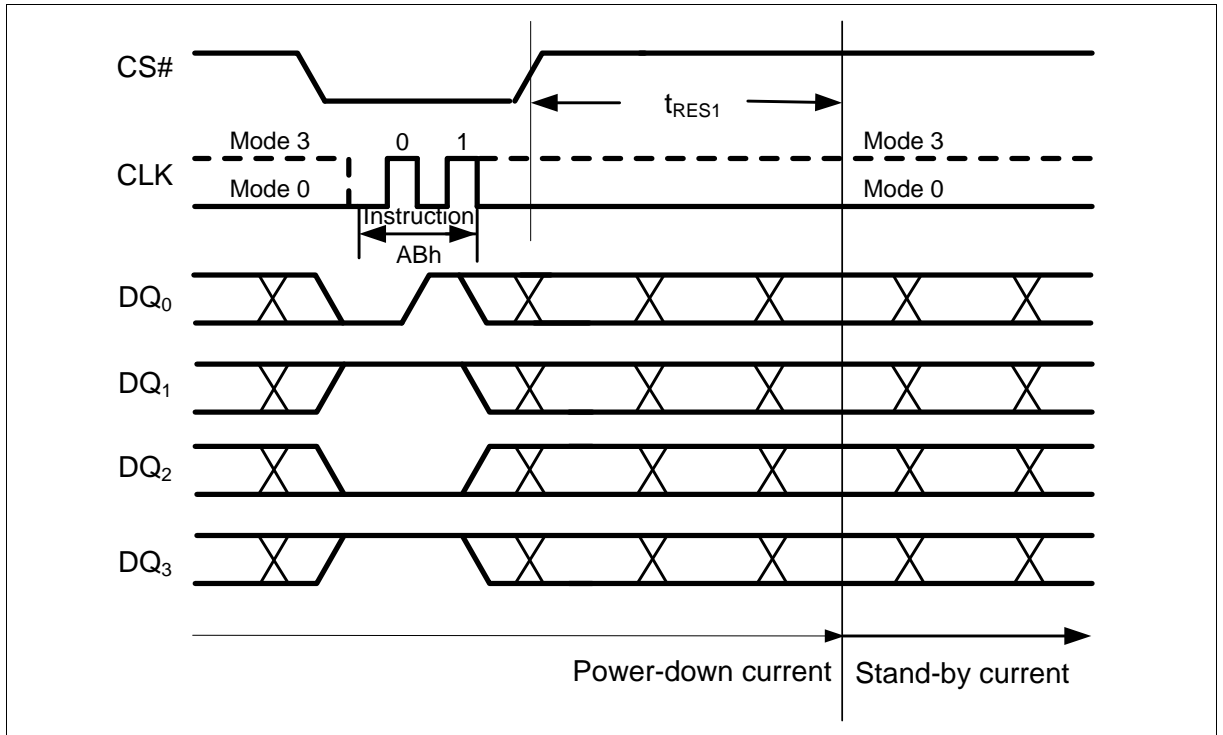 CS#
tRES1
Mode 3 0 1 Mode 3
CLK
Mode 0 Mode 0
Instruction
ABh
DQ0
DQ1
DQ2
DQ3
Power-down current Stand-by current